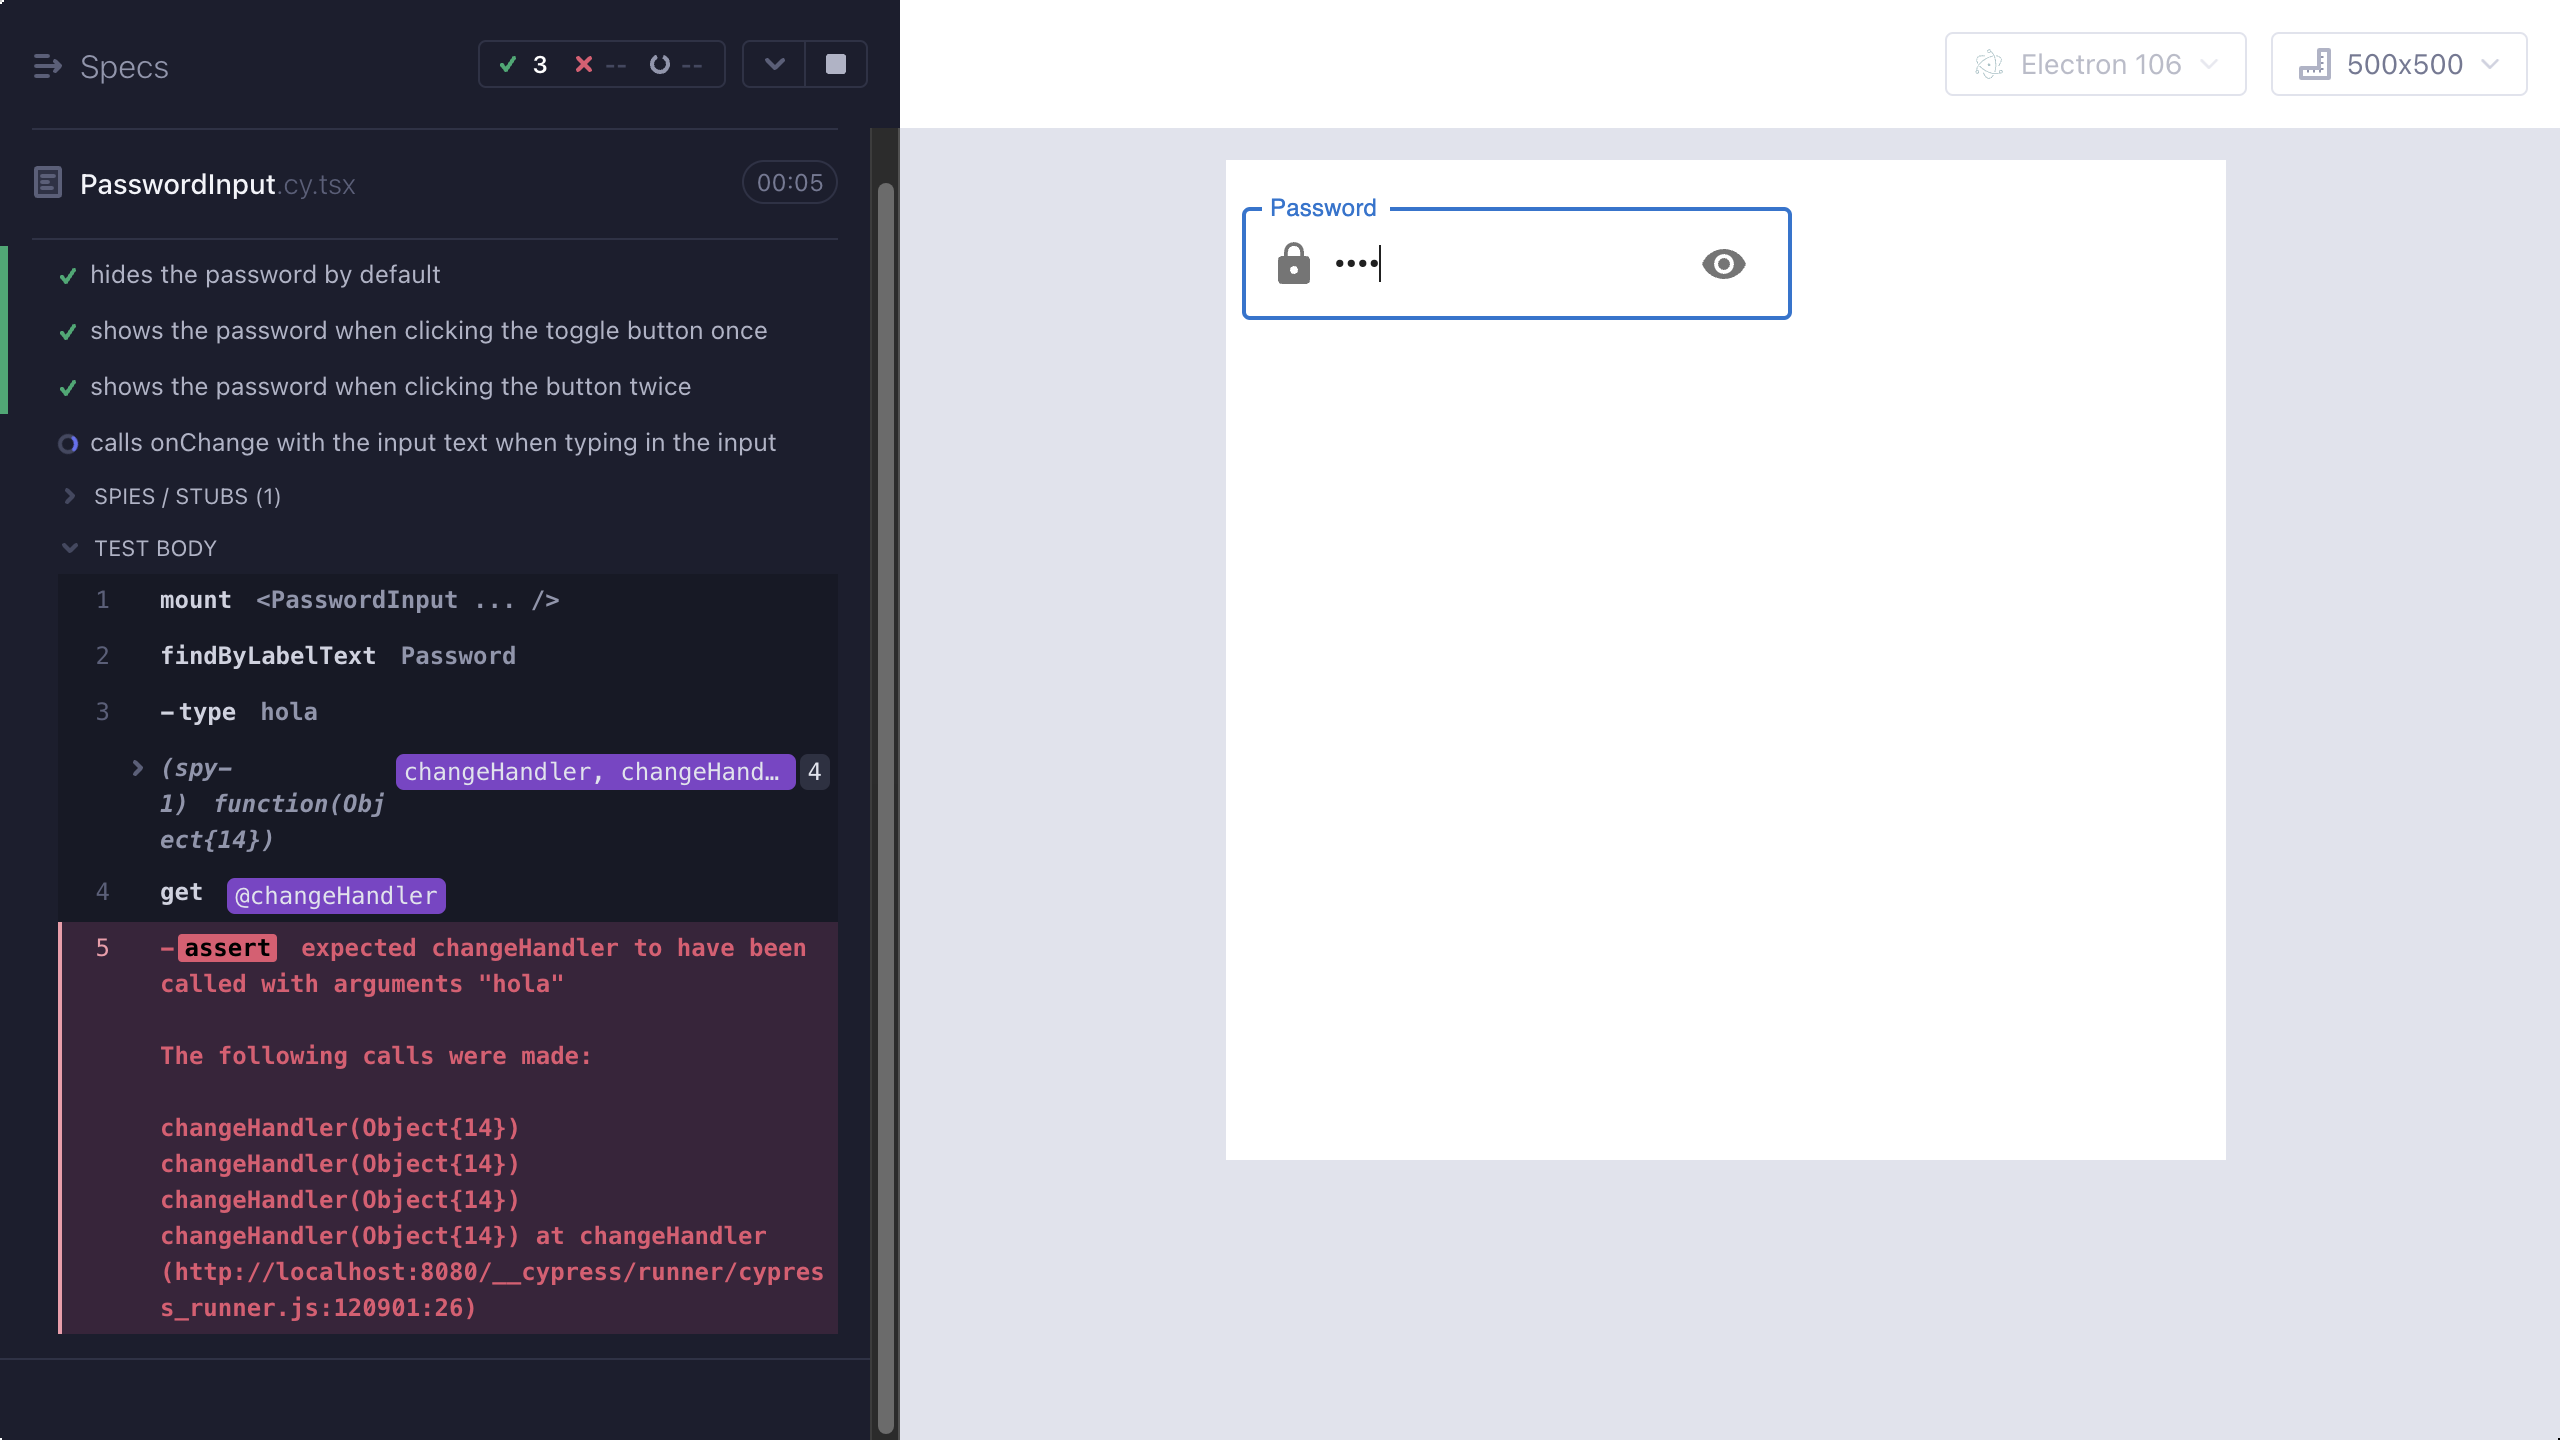 Specs
3
--
--
Electron 106
500x500
PasswordInput.cy.tsx
00:05
hides the password by default
shows the password when clicking the toggle button once
shows the password when clicking the button twice
calls onChange with the input text when typing in the input
SPIES / STUBS (1)
TEST BODY
1 mount <PasswordInput ... />
2 findByLabelText Password
3 -type hola
(spy-
1) function(Obj
ect{14})
changeHandler, changeHand… 4
4 get @changeHandler
5 -assert expected changeHandler to have been
called with arguments "hola"
The following calls were made:
changeHandler(Object{14})
changeHandler(Object{14})
changeHandler(Object{14})
changeHandler(Object{14}) at changeHandler
(http://localhost:8080/__cypress/runner/cypres
s_runner.js:120901:26)
Password
••••